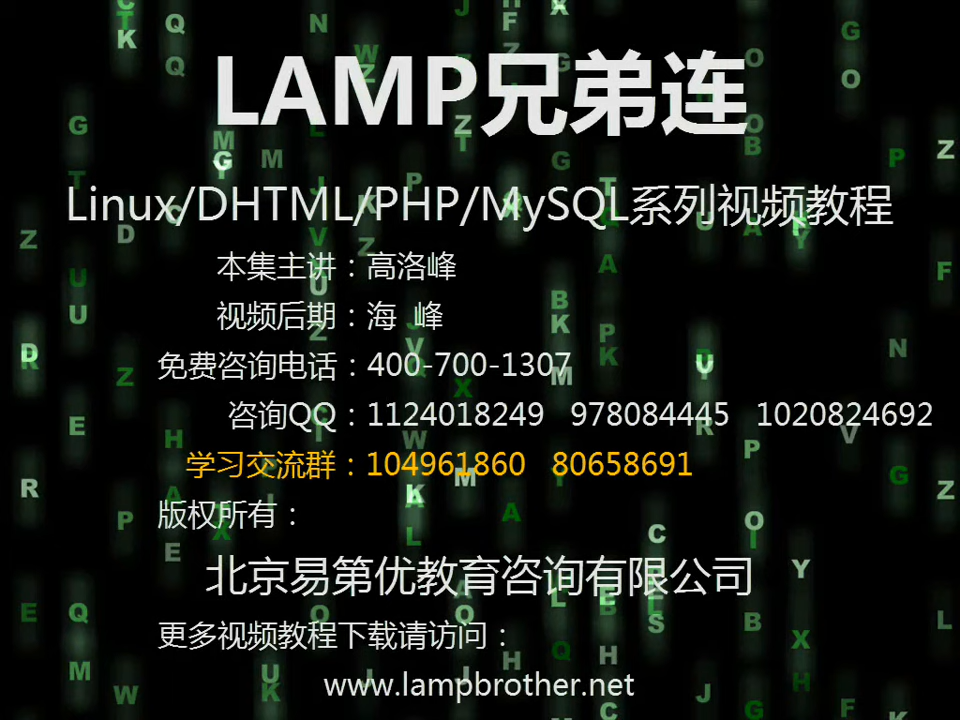 LAMP兄弟连
Linux/DHTML/PHP/MySQL系列视频教程
本集主讲：高洛峰
视频后期：海 峰
免费咨询电话：400-700-1307
咨询QQ：1124018249 978084445 1020824692
学习交流群：104961860 80658691
版权所有：
北京易第优教育咨询有限公司
更多视频教程下载请访问：
www.lampbrother.net